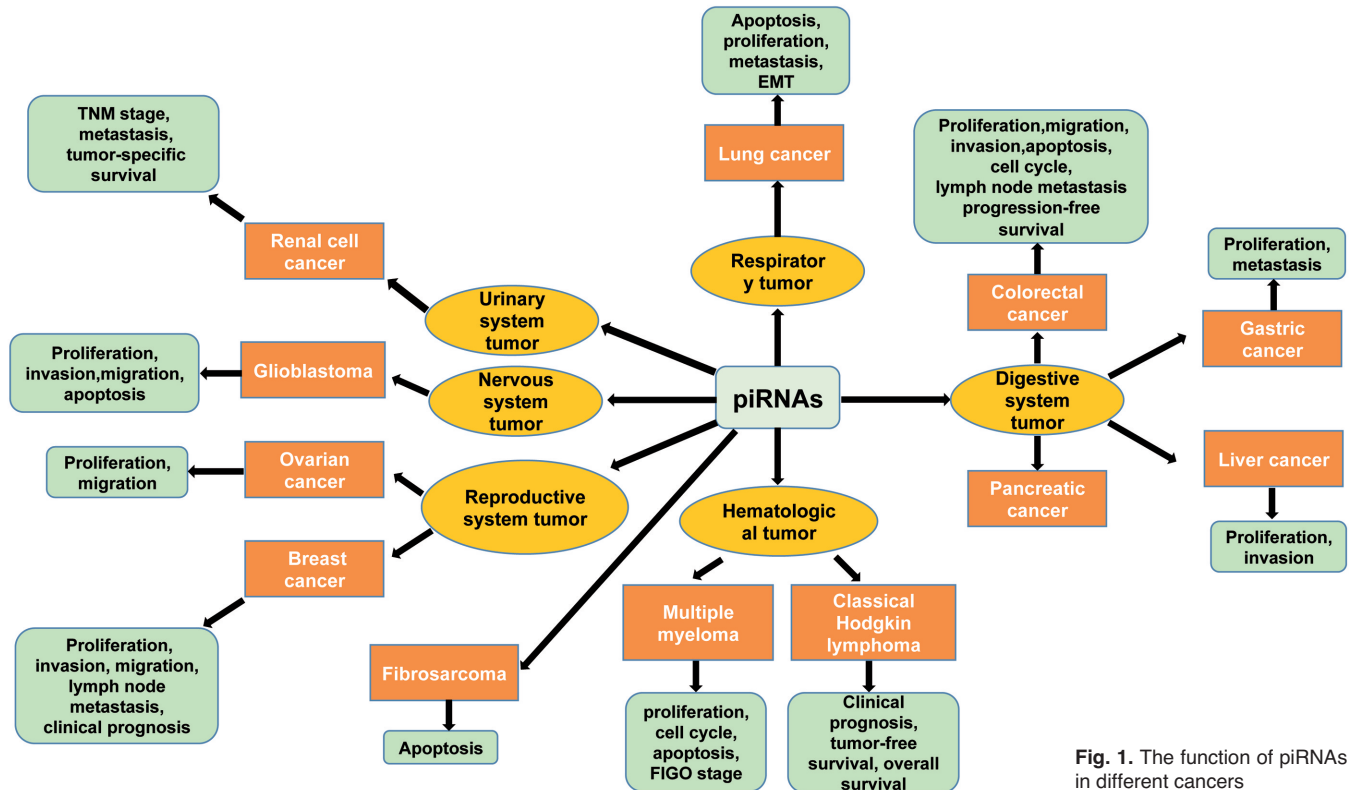 Apoptosis,
proliferation,
metastasis,
EMT
Lung cancer
Respirator
y tumor
TNM stage,
metastasis,
tumor-specific
survival
Renal cell
cancer
Urinary
system
tumor
Proliferation,
invasion,migration,
apoptosis
Glioblastoma
Nervous
system
tumor
piRNAs
Proliferation,
migration
Ovarian
cancer
Reproductive
system tumor
Breast
cancer
Proliferation,
invasion, migration,
lymph node
metastasis,
clinical prognosis
Fibrosarcoma
Apoptosis
Hematologic
al tumor
Multiple
myeloma
proliferation,
cell cycle,
apoptosis,
FIGO stage
Classical
Hodgkin
lymphoma
Clinical
prognosis,
tumor-free
survival, overall
survival
Proliferation,migration,
invasion,apoptosis,
cell cycle,
lymph node metastasis
progression-free
survival
Colorectal
cancer
Digestive
system
tumor
Pancreatic
cancer
Proliferation,
metastasis
Gastric
cancer
Liver cancer
Proliferation,
invasion
Fig. 1. The function of piRNAs
in different cancers